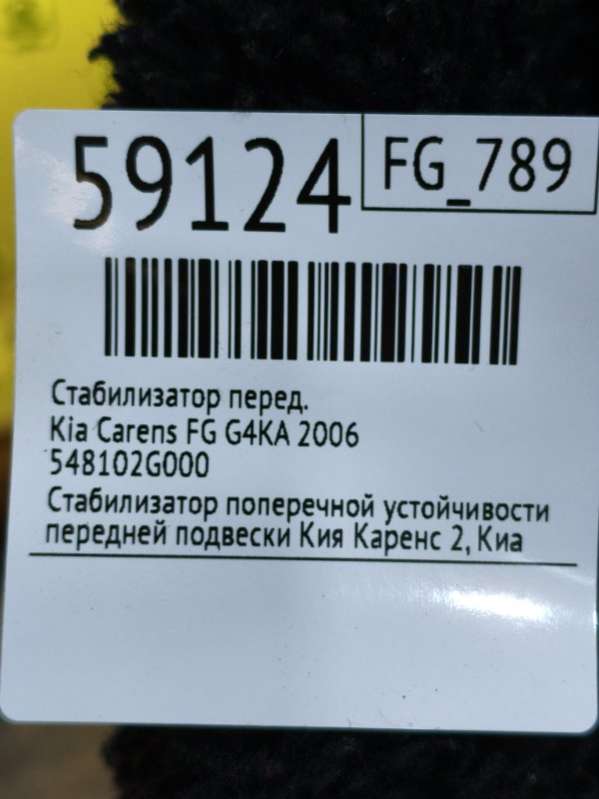 59124
FG_789
Стабилизатор перед.
Kia Carens FG G4KA 2006
548102G000
Стабилизатор поперечной устойчивости
передней подвески Кия Каренс 2, Киа